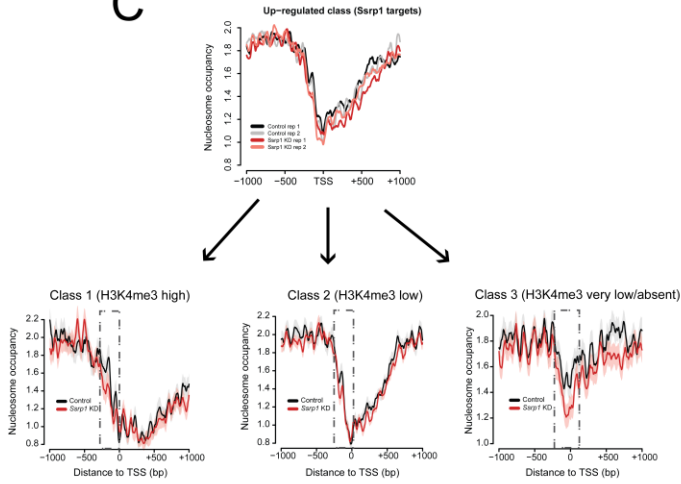 C
Up-regulated class (Ssrp1 targets)
Nucleosome occupancy
2.0
1.8
1.6
1.4
1.2
1.0
0.8
Control rep 1
Control rep 2
Ssrp1 KD rep 1
Ssrp1 KD rep 2
−1000 −500 TSS +500 +1000
Class 1 (H3K4me3 high)
Nucleosome occupancy
2.2
2.0
1.8
1.6
1.4
1.2
1.0
0.8
Control
Ssrp1 KD
−1000 −500 0 +500 +1000
Distance to TSS (bp)
Class 2 (H3K4me3 low)
Nucleosome occupancy
2.2
2.0
1.8
1.6
1.4
1.2
1.0
0.8
Control
Ssrp1 KD
−1000 −500 0 +500 +1000
Distance to TSS (bp)
Class 3 (H3K4me3 very low/absent)
Nucleosome occupancy
2.0
1.8
1.6
1.4
1.2
1.0
Control
Ssrp1 KD
−1000 −500 0 +500 +1000
Distance to TSS (bp)